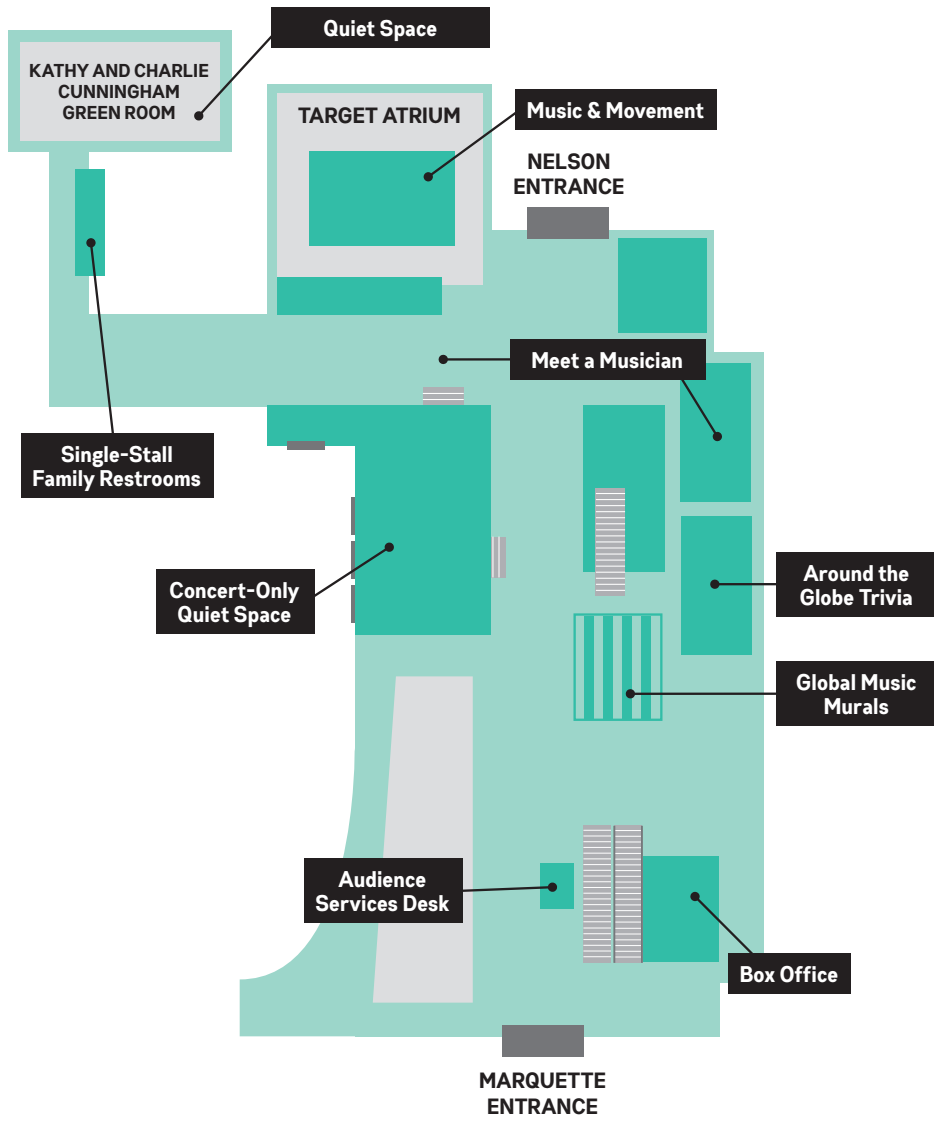 Quiet Space
KATHY AND CHARLIE
CUNNINGHAM
GREEN ROOM
TARGET ATRIUM
Music & Movement
NELSON
ENTRANCE
Meet a Musician
Single-Stall
Family Restrooms
Concert-Only
Quiet Space
Around the
Globe Trivia
Global Music
Murals
Audience
Services Desk
Box Office
MARQUETTE
ENTRANCE